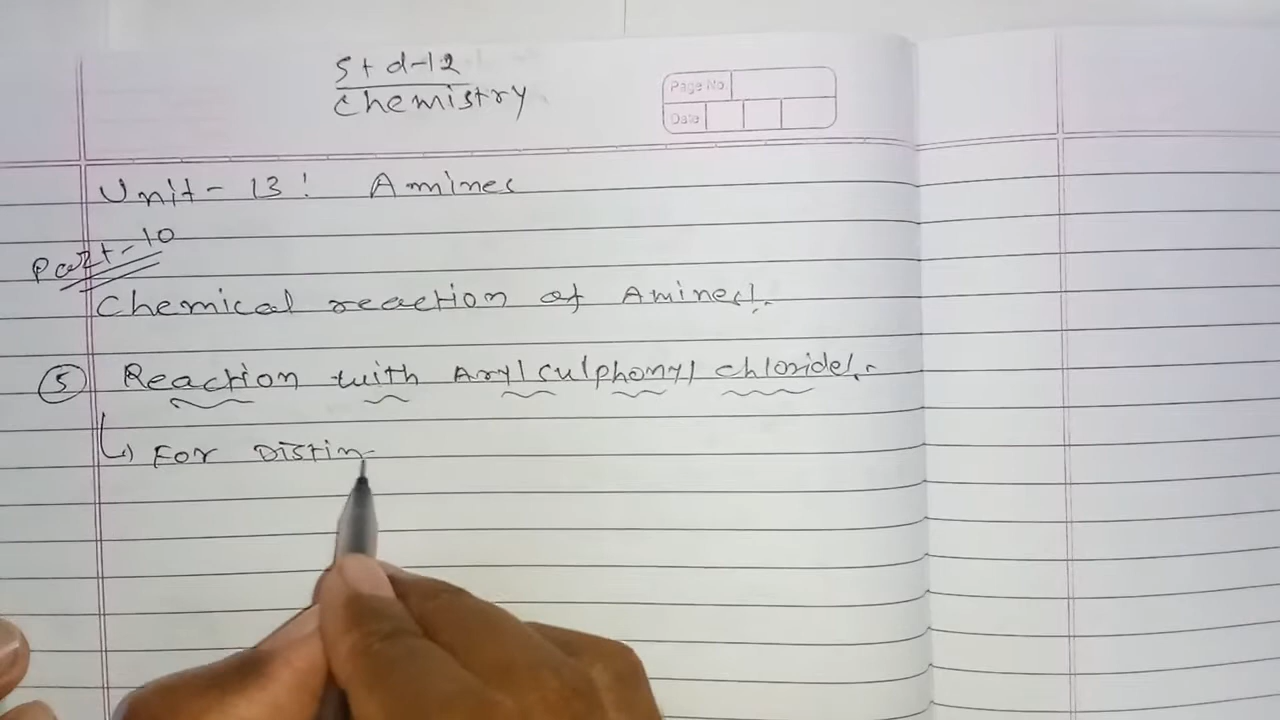 Std-12
Chemistry
Page No.
Date
Unit-13: Amines
Part-10
Chemical reaction of Amines:.
⑤ Reaction with Arylsulphonyl chloride:-
↳ For Distin